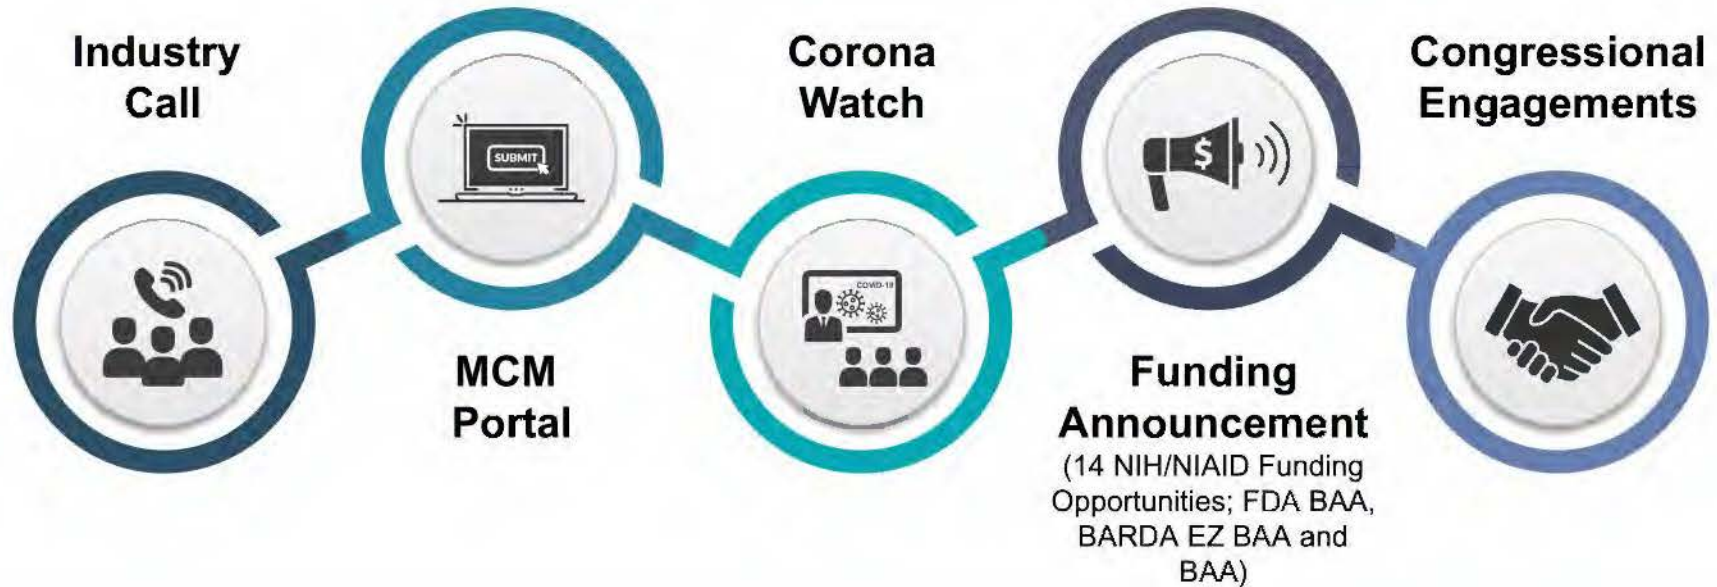 Industry
Call
SUBMIT
MCM
Portal
Corona
Watch
COVID-19
$
Funding
Announcement
(14 NIH/NIAID Funding
Opportunities; FDA BAA,
BARDA EZ BAA and
BAA)
Congressional
Engagements